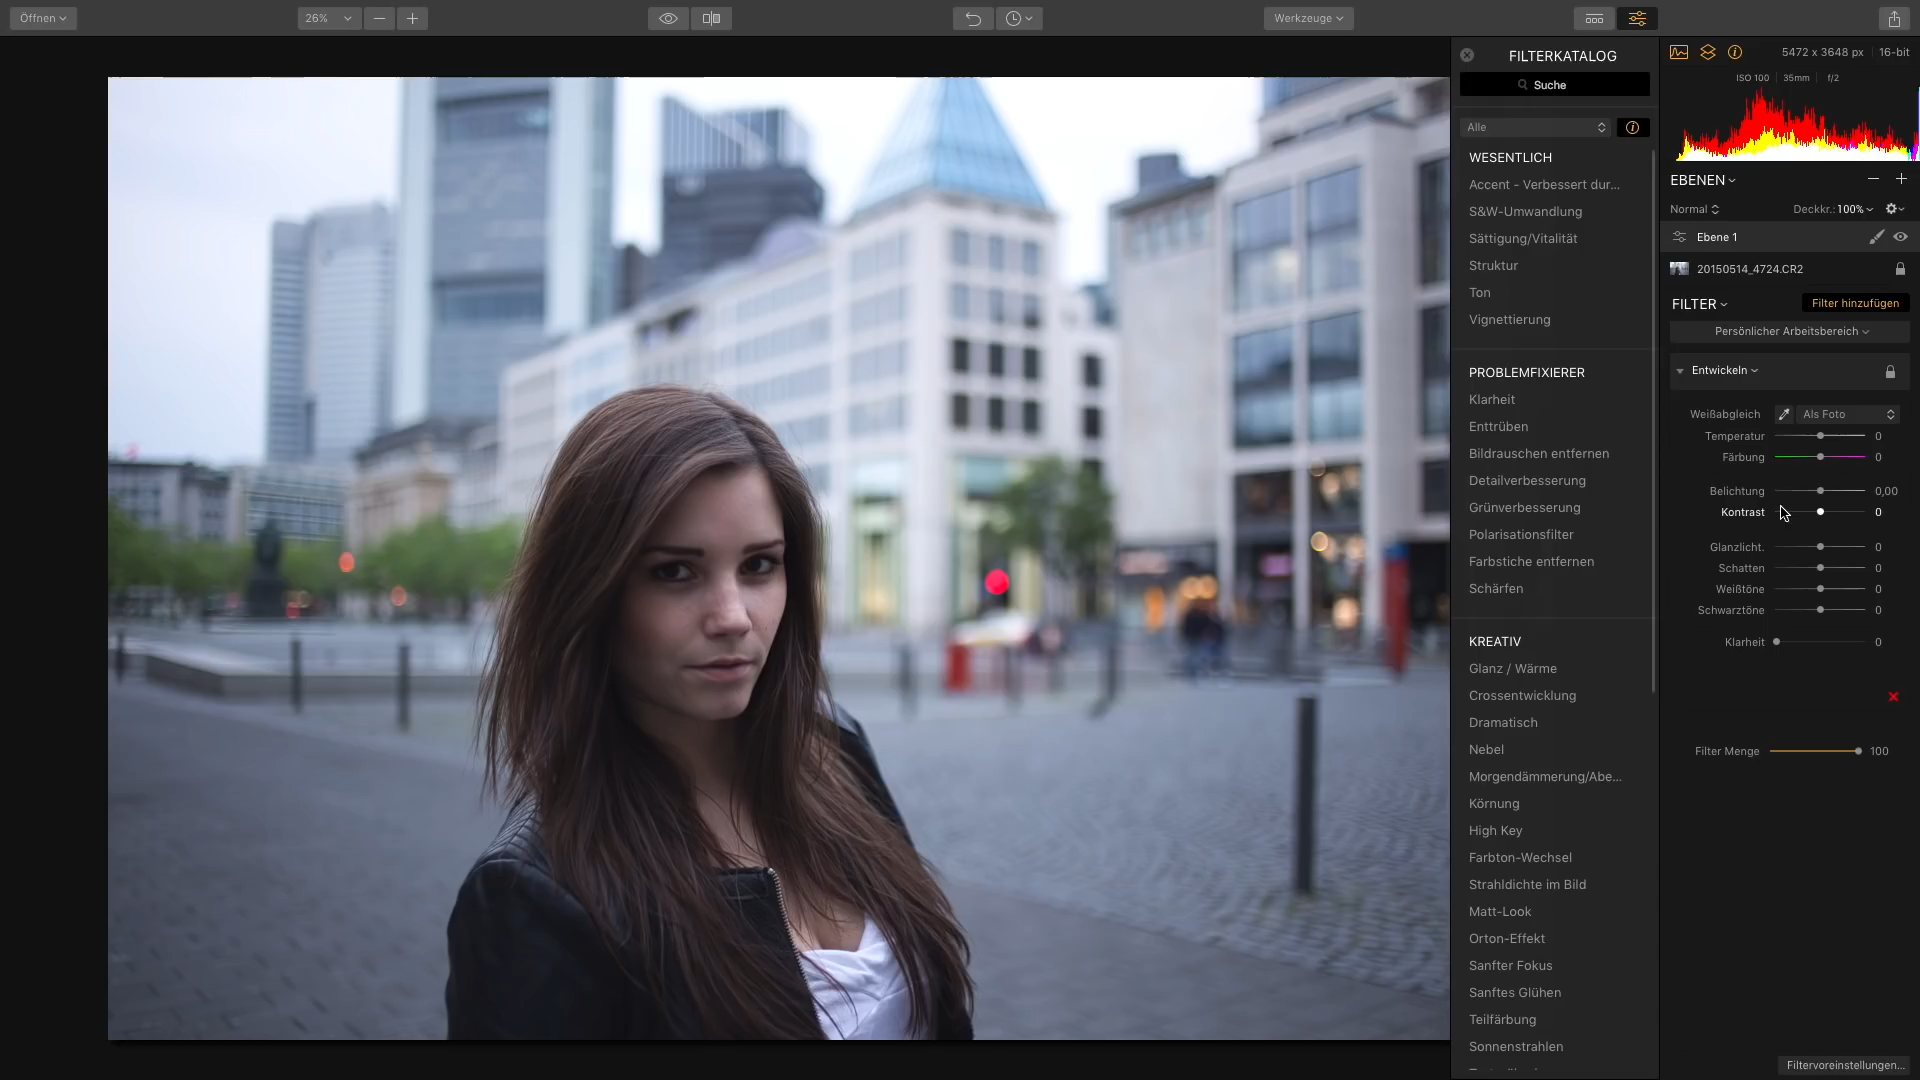 Öffnen
26%
Werkzeuge
FILTERKATALOG
Suche
Alle
WESENTLICH
Accent - Verbessert dur...
S&W-Umwandlung
Sättigung/Vitalität
Struktur
Ton
Vignettierung
PROBLEMFIXIERER
Klarheit
Enttrüben
Bildrauschen entfernen
Detailverbesserung
Grünverbesserung
Polarisationsfilter
Farbstiche entfernen
Schärfen
KREATIV
Glanz / Wärme
Crossentwicklung
Dramatisch
Nebel
Morgendämmerung/Abe...
Körnung
High Key
Farbton-Wechsel
Strahldichte im Bild
Matt-Look
Orton-Effekt
Sanfter Fokus
Sanftes Glühen
Teilfärbung
Sonnenstrahlen
5472 x 3648 px 16-bit
ISO 100 35mm f/2
EBENEN
Normal Deckkr.: 100%
Ebene 1
20150514_4724.CR2
FILTER Filter hinzufügen
Persönlicher Arbeitsbereich
Entwickeln
Weißabgleich Als Foto
Temperatur 0
Färbung 0
Belichtung 0,00
Kontrast 0
Glanzlicht. 0
Schatten 0
Weißtöne 0
Schwarztöne 0
Klarheit 0
Filter Menge 100
Filtervoreinstellungen...